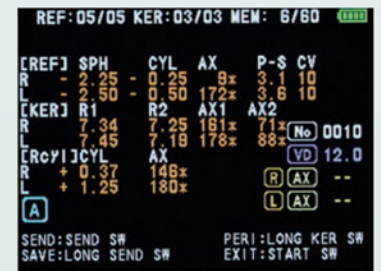 REF:05/05 KER:03/03 MEM: 6/60
[REF] SPH CYL AX P-S CV
R - 2.25 - 0.25 9x 3.1 10
L - 2.50 - 0.50 172x 3.6 10
[KER] R1 R2 AX1 AX2
R 7.34 7.25 161x 71x
L 7.45 7.18 178x 88x
No 0010
VD 12.0
[Rcyl]CYL AX
R + 0.37 146x
L + 1.25 180x
R AX --
L AX --
A
SEND:SEND SW PERI:LONG KER SW
SAVE:LONG SEND SW EXIT:START SW